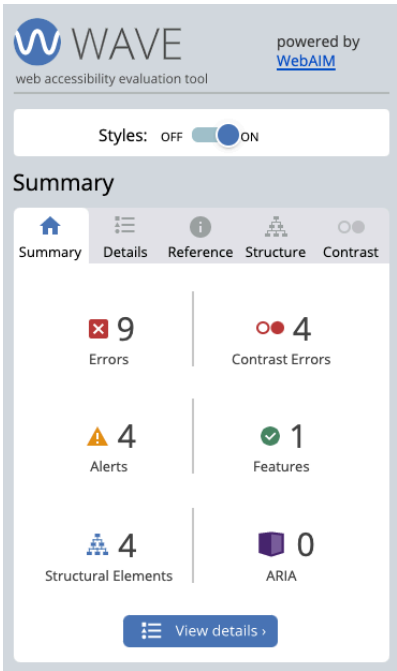 WAVE
web accessibility evaluation tool
powered by
WebAIM
Styles: OFF ON
Summary
Summary Details Reference Structure Contrast
9
Errors
4
Contrast Errors
4
Alerts
1
Features
4
Structural Elements
0
ARIA
View details ›